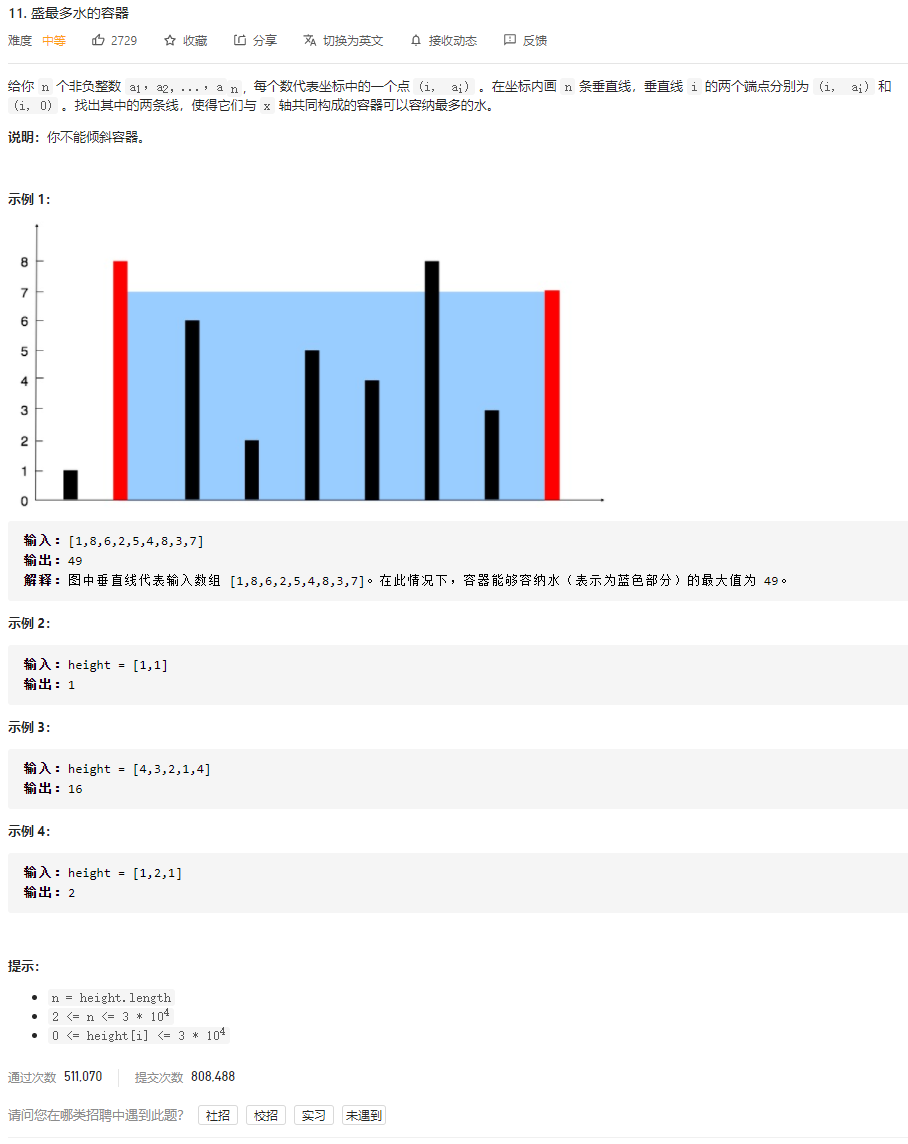 11. 盛最多水的容器
难度 中等 2729 收藏 分享 切换为英文 接收动态 反馈
给你 n 个非负整数 a1，a2，...，a n，每个数代表坐标中的一个点 (i, ai) 。在坐标内画 n 条垂直线，垂直线 i 的两个端点分别为 (i, ai) 和
(i, 0) 。找出其中的两条线，使得它们与 x 轴共同构成的容器可以容纳最多的水。
说明：你不能倾斜容器。
示例 1：
8
7
6
5
4
3
2
1
0
输入：[1,8,6,2,5,4,8,3,7]
输出：49
解释：图中垂直线代表输入数组 [1,8,6,2,5,4,8,3,7]。在此情况下，容器能够容纳水（表示为蓝色部分）的最大值为 49。
示例 2：
输入：height = [1,1]
输出：1
示例 3：
输入：height = [4,3,2,1,4]
输出：16
示例 4：
输入：height = [1,2,1]
输出：2
提示：
n = height.length
2 <= n <= 3 * 10^4
0 <= height[i] <= 3 * 10^4
通过次数 511,070 提交次数 808,488
请问您在哪类招聘中遇到此题？ 社招 校招 实习 未遇到